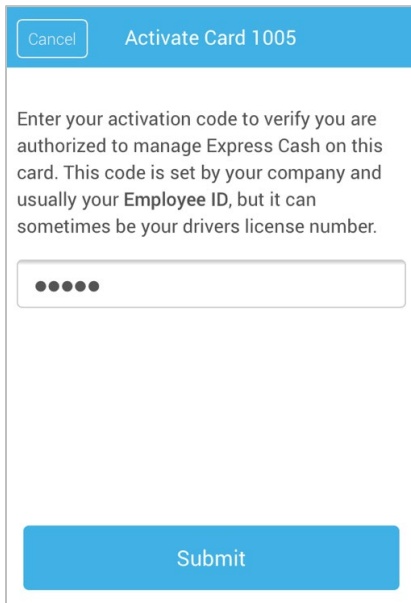 Cancel
Activate Card 1005
Enter your activation code to verify you are
authorized to manage Express Cash on this
card. This code is set by your company and
usually your Employee ID, but it can
sometimes be your drivers license number.
●●●●●
Submit